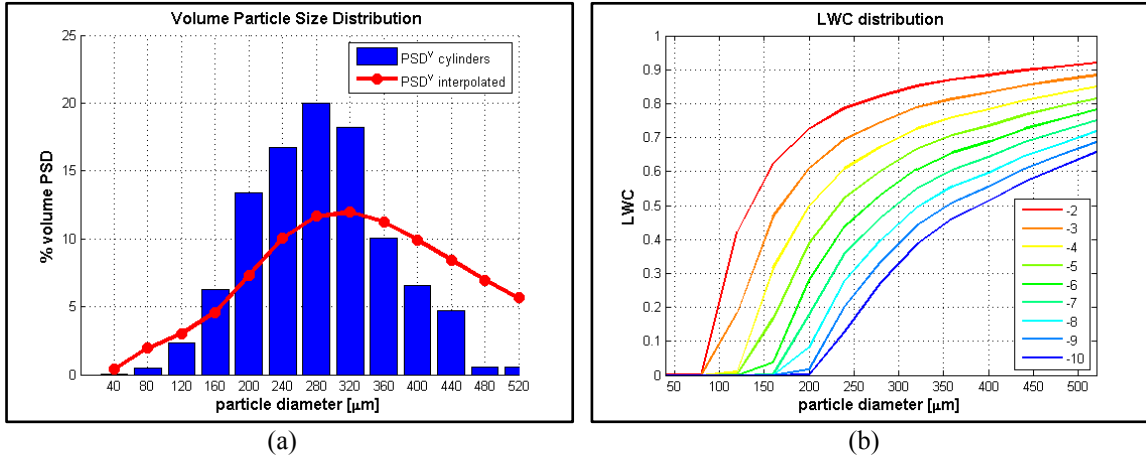 Volume Particle Size Distribution
25
20
15
10
5
0
% volume PSD
PSDᵛ cylinders
PSDᵛ interpolated
40 80 120 160 200 240 280 320 360 400 440 480 520
particle diameter [μm]
(a)
LWC distribution
1
0.9
0.8
0.7
0.6
0.5
0.4
0.3
0.2
0.1
0
LWC
-2
-3
-4
-5
-6
-7
-8
-9
-10
50 100 150 200 250 300 350 400 450 500
particle diameter [μm]
(b)